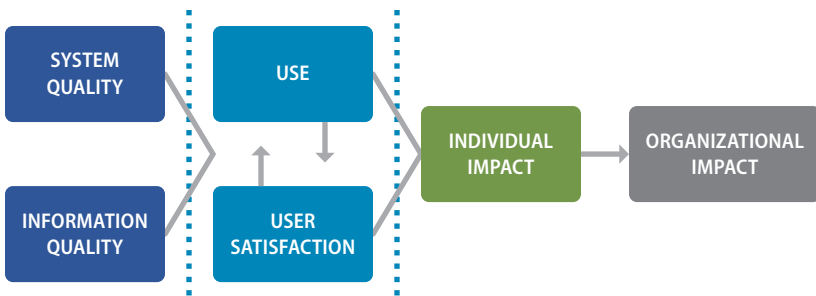 SYSTEM
QUALITY
USE
INDIVIDUAL
IMPACT
ORGANIZATIONAL
IMPACT
INFORMATION
QUALITY
USER
SATISFACTION